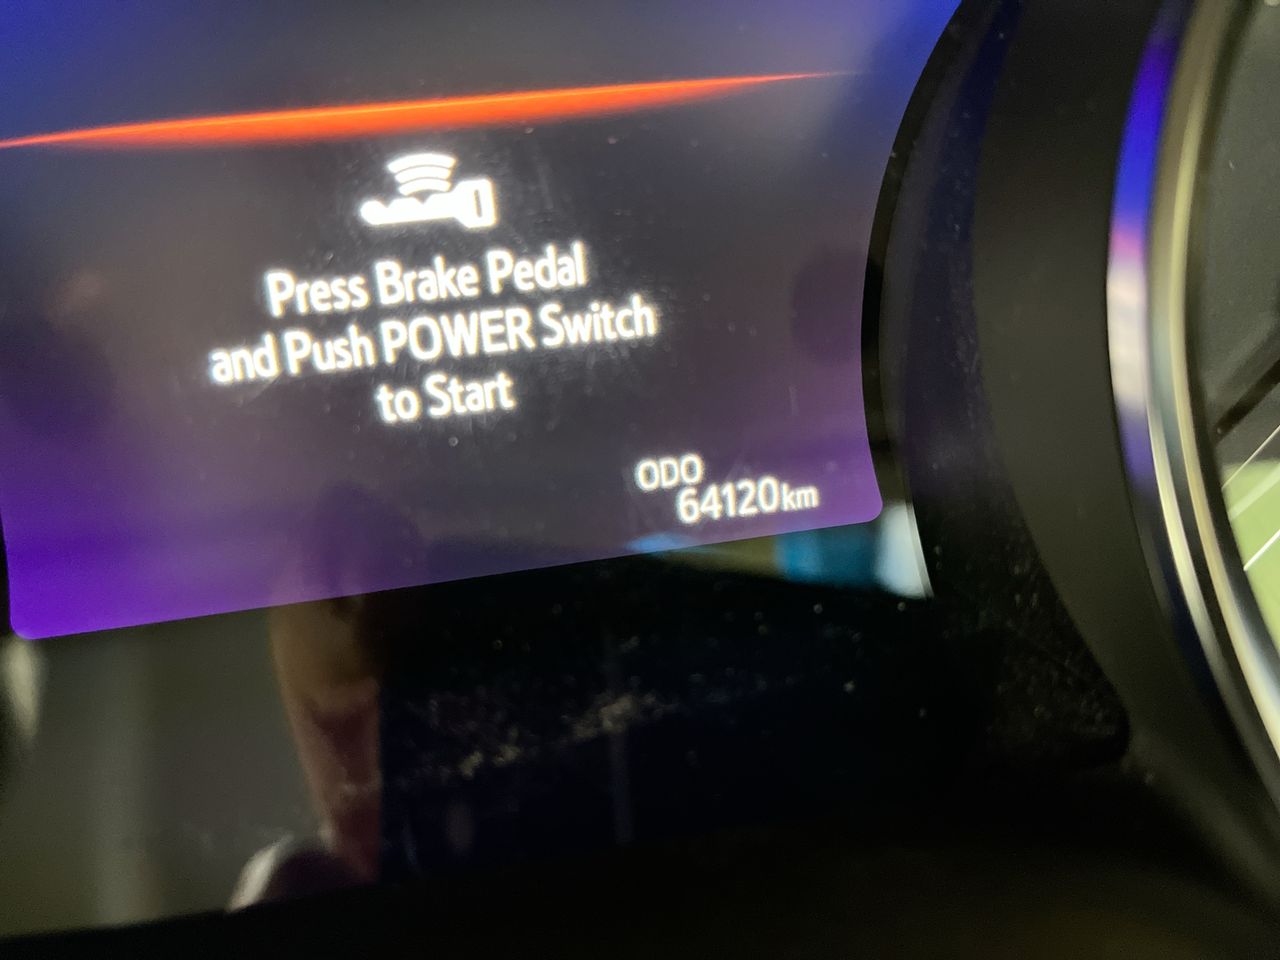 Press Brake Pedal
and Push POWER Switch
to Start
ODO
64120km